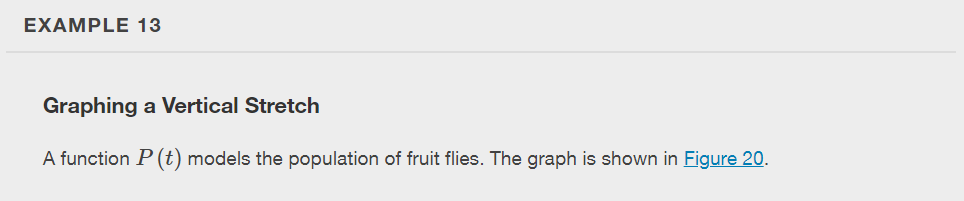 EXAMPLE 13
Graphing a Vertical Stretch
A function P (t) models the population of fruit flies. The graph is shown in Figure 20.